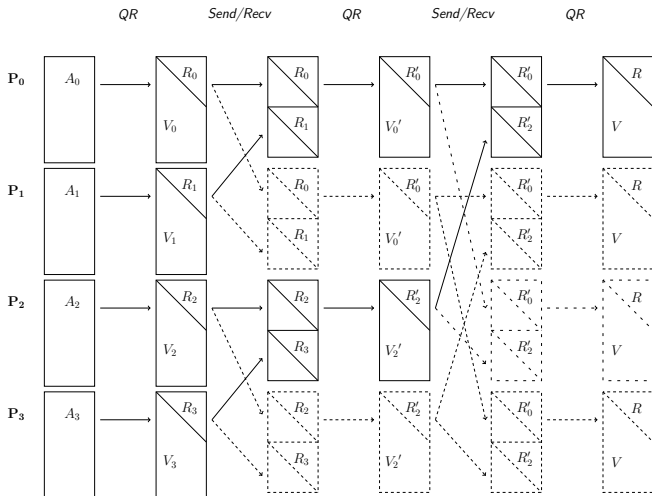 QR Send/Recv QR Send/Recv QR
P₀ A₀ R₀ R₀ R₀′ R₀′ R
V₀ R₁ V₀′ R₂′ V
P₁ A₁ R₁ R₀ R₀′ R₀′ R
V₁ R₁ V₀′ R₂′ V
P₂ A₂ R₂ R₂ R₂′ R₀′ R
V₂ R₃ V₂′ R₂′ V
P₃ A₃ R₃ R₂ R₂′ R₀′ R
V₃ R₃ V₂′ R₂′ V